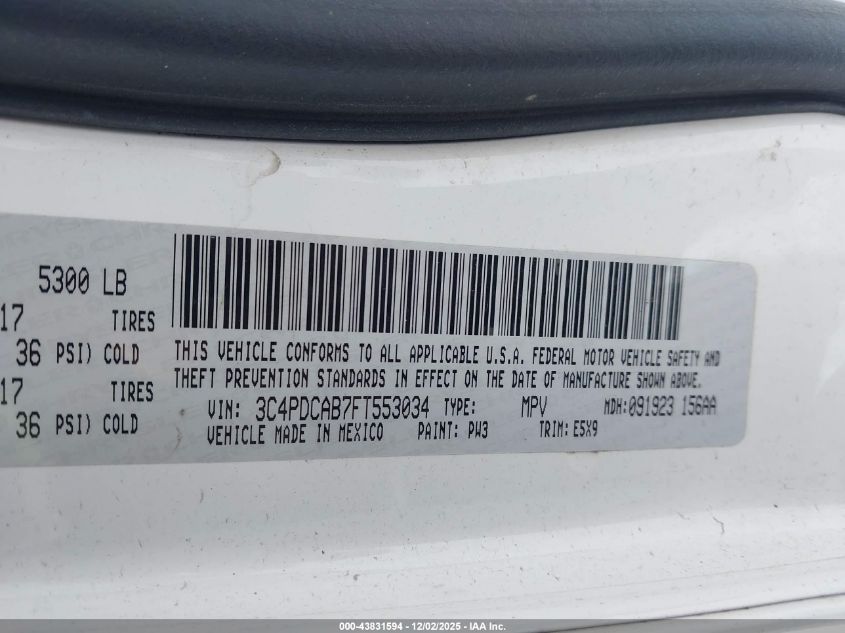 5300 LB
17 TIRES
36 PSI) COLD
17 TIRES
36 PSI) COLD
THIS VEHICLE CONFORMS TO ALL APPLICABLE U.S.A. FEDERAL MOTOR VEHICLE SAFETY AND
THEFT PREVENTION STANDARDS IN EFFECT ON THE DATE OF MANUFACTURE SHOWN ABOVE.
VIN: 3C4PDCAB7FT553034 TYPE: MPV MDH:091923 156AA
VEHICLE MADE IN MEXICO PAINT: PW3 TRIM: E5X9
000-43831594 - 12/02/2025 - IAA Inc.